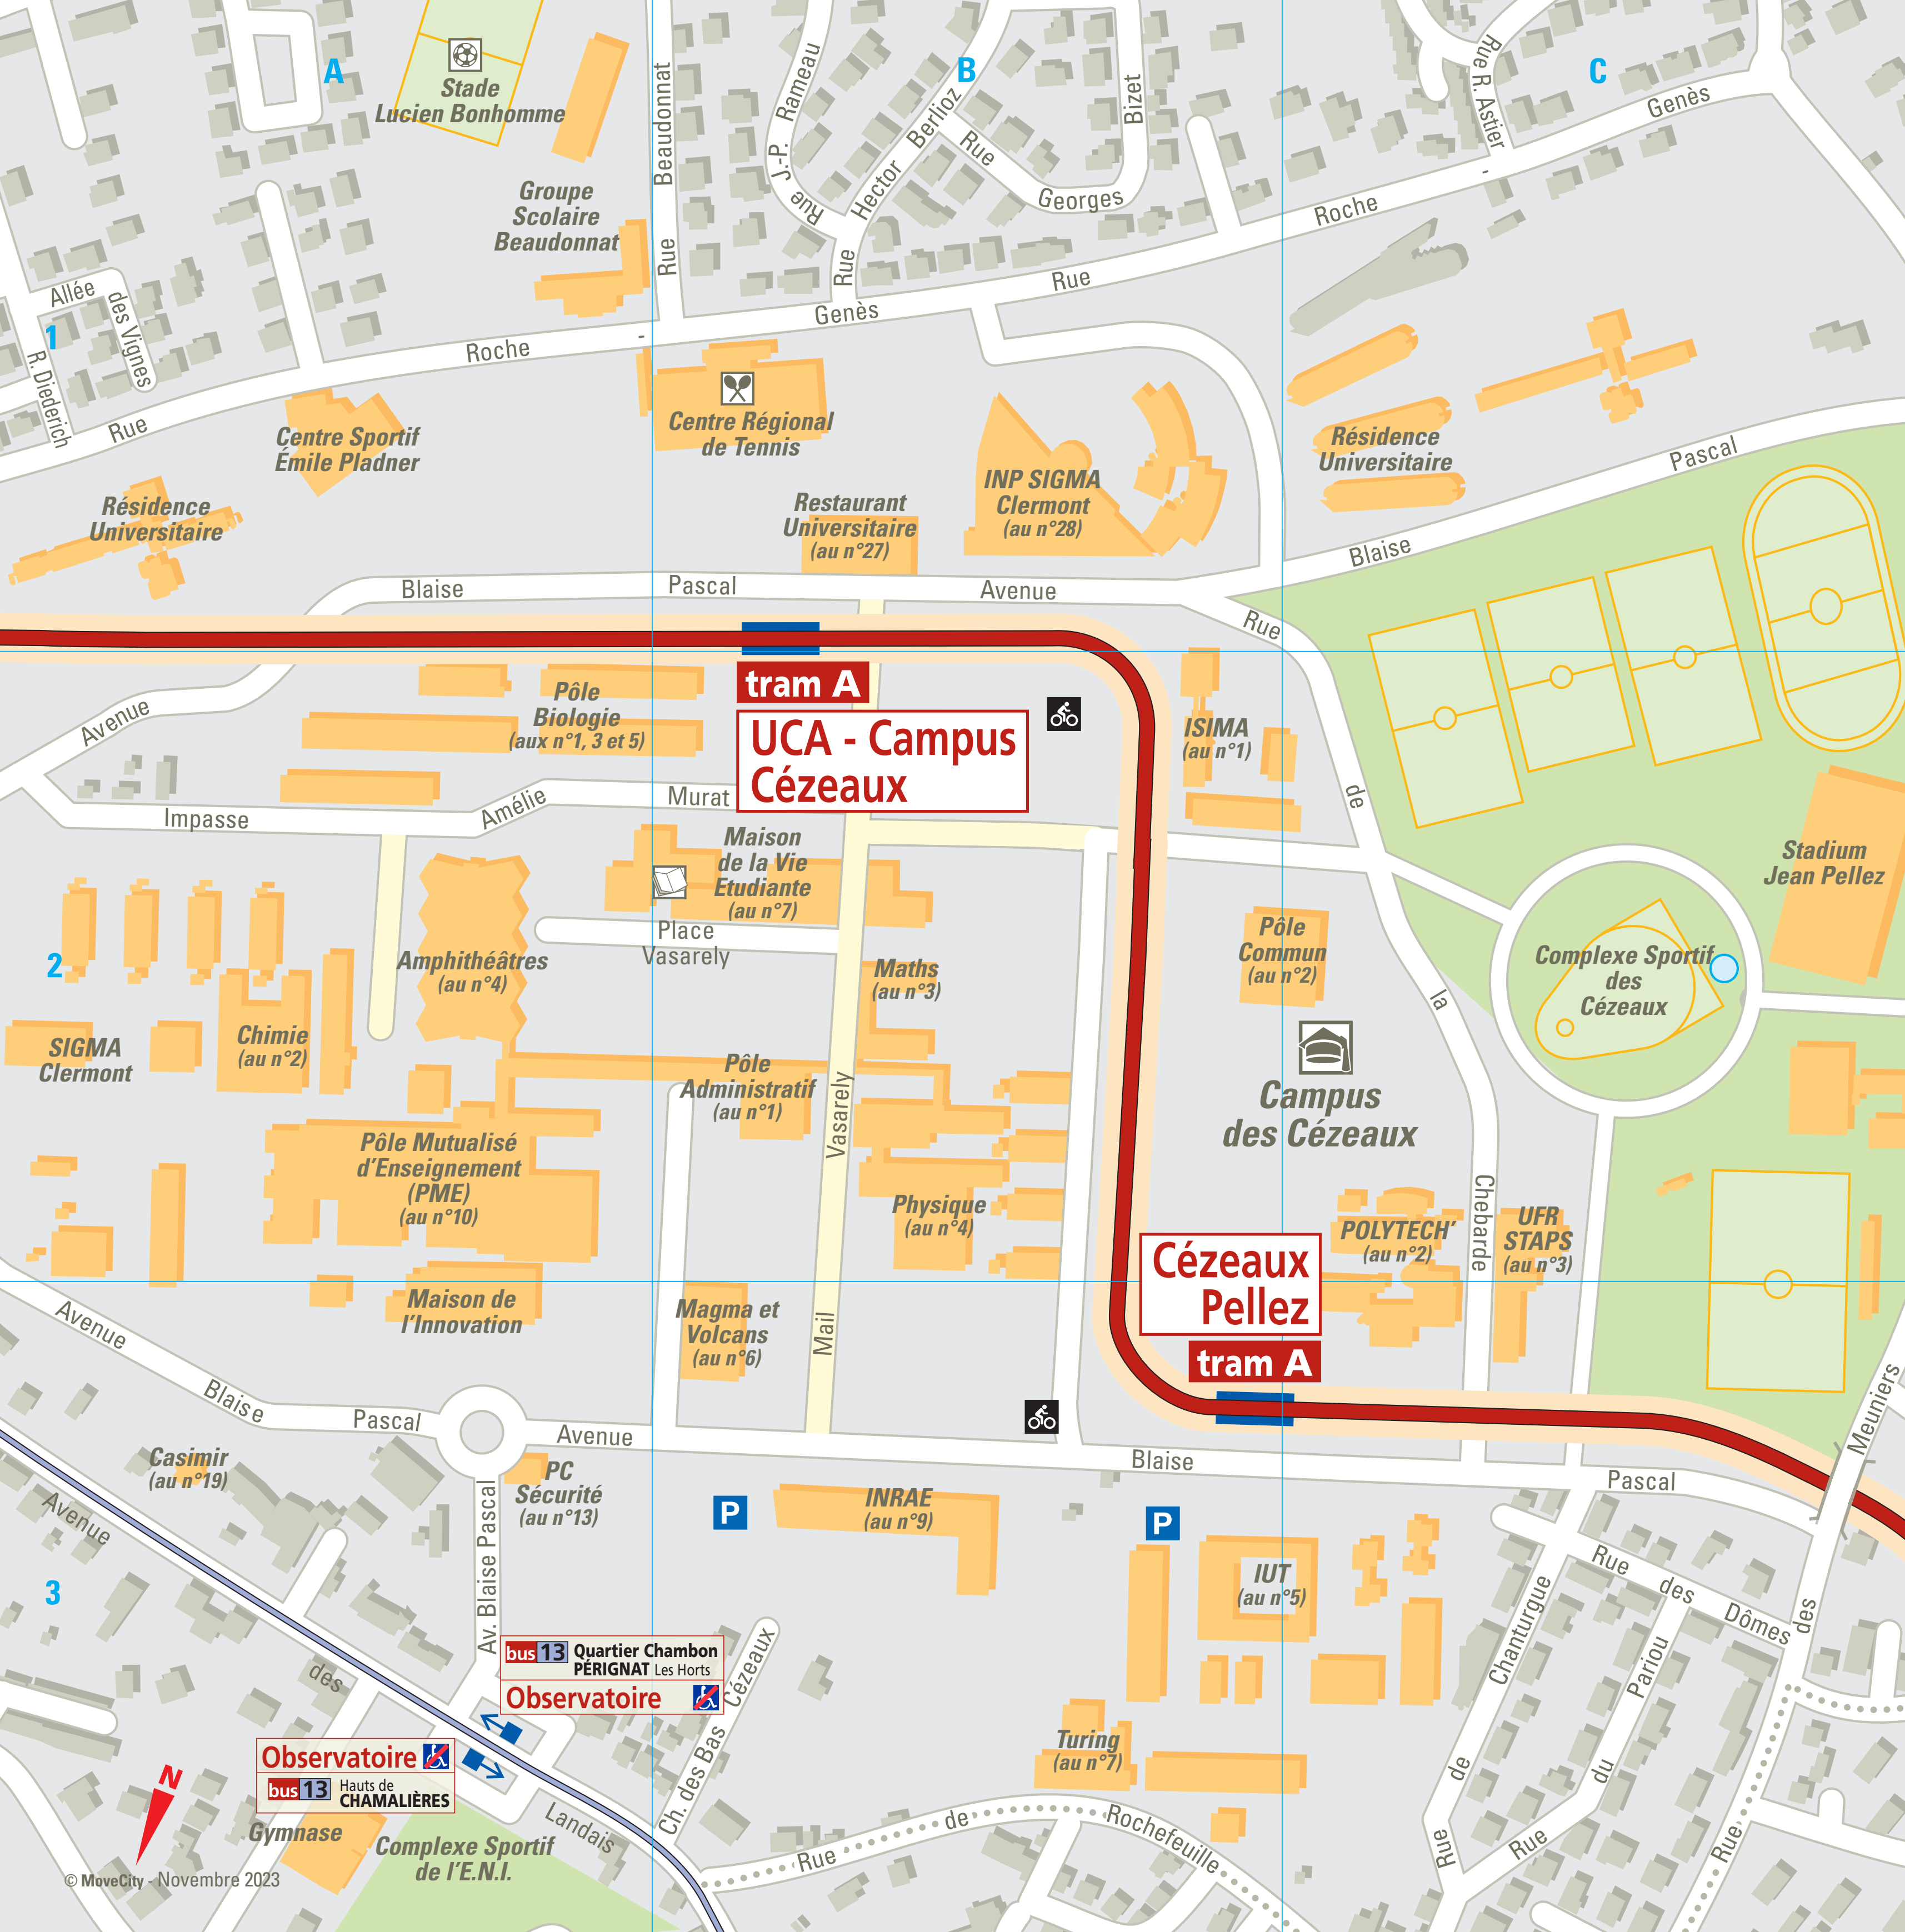 A
B
C
1
2
3
Stade
Lucien Bonhomme
Groupe
Scolaire
Beaudonnat
Rue Beaudonnat
Rue J.-P. Rameau
Rue Hector Berlioz
Rue Georges Bizet
Rue R. Astier
Rue Roche - Genès
Rue Roche - Genès
Allée des Vignes
R. Diederich
Centre Sportif
Émile Pladner
Centre Régional
de Tennis
Résidence
Universitaire
Restaurant
Universitaire
(au n°27)
INP SIGMA
Clermont
(au n°28)
Résidence
Universitaire
Avenue Blaise Pascal
Avenue Blaise Pascal
Rue de la Chebarde
tram A
UCA - Campus
Cézeaux
Pôle
Biologie
(aux n°1, 3 et 5)
ISIMA
(au n°1)
Impasse Amélie Murat
Maison
de la Vie
Etudiante
(au n°7)
Place
Vasarely
Amphithéâtres
(au n°4)
Maths
(au n°3)
Pôle
Commun
(au n°2)
Stadium
Jean Pellez
Complexe Sportif
des
Cézeaux
SIGMA
Clermont
Chimie
(au n°2)
Pôle
Administratif
(au n°1)
Mail Vasarely
Campus
des Cézeaux
Pôle Mutualisé
d'Enseignement
(PME)
(au n°10)
Physique
(au n°4)
POLYTECH'
(au n°2)
UFR
STAPS
(au n°3)
Cézeaux
Pellez
tram A
Maison de
l'Innovation
Magma et
Volcans
(au n°6)
Avenue Blaise Pascal
Avenue Blaise Pascal
Casimir
(au n°19)
PC
Sécurité
(au n°13)
P
INRAE
(au n°9)
P
IUT
(au n°5)
Av. Blaise Pascal
Avenue des Landais
Rue des Meuniers
Rue des Dômes
Rue de Chanturgue
Rue du Pariou
bus 13 Quartier Chambon
PÉRIGNAT Les Horts
Observatoire
Observatoire
bus 13 Hauts de
CHAMALIÈRES
Ch. des Bas Cézeaux
Turing
(au n°7)
Rue de Rochefeuille
N
Gymnase
Complexe Sportif
de l'E.N.I.
© MoveCity - Novembre 2023